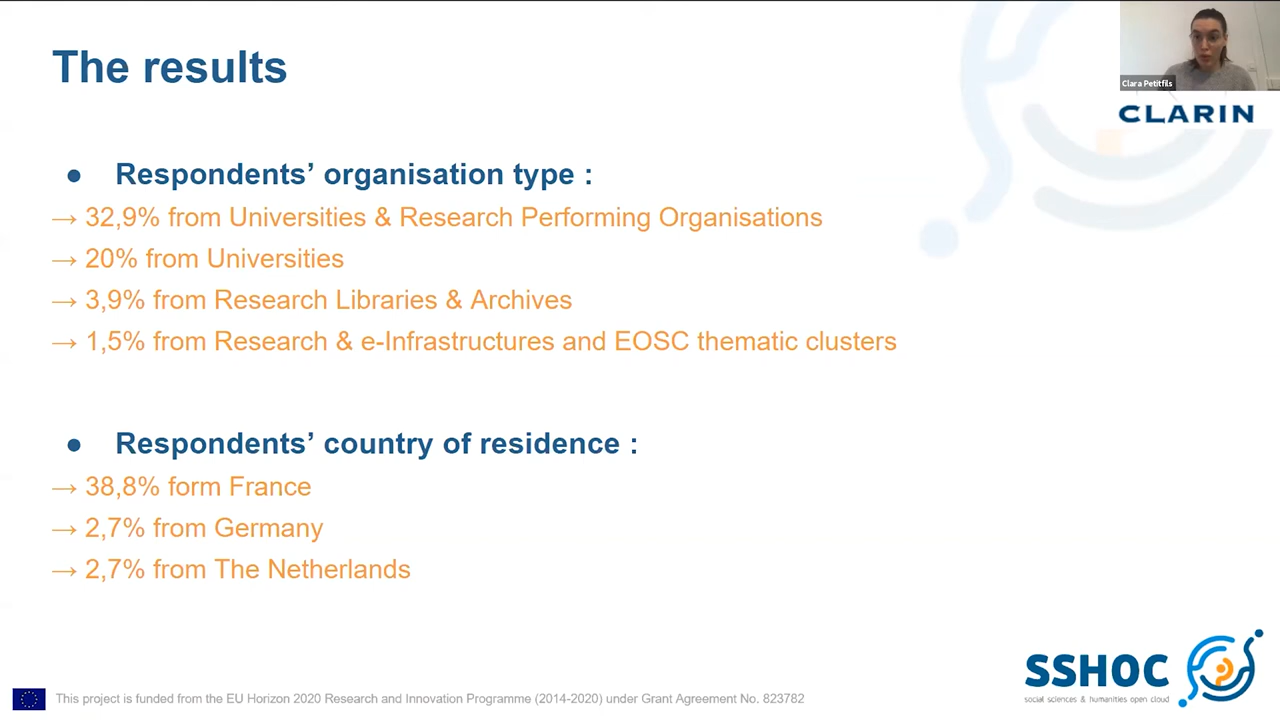 The results
Clara Petitfils
CLARIN
● Respondents’ organisation type :
→ 32,9% from Universities & Research Performing Organisations
→ 20% from Universities
→ 3,9% from Research Libraries & Archives
→ 1,5% from Research & e-Infrastructures and EOSC thematic clusters
● Respondents’ country of residence :
→ 38,8% form France
→ 2,7% from Germany
→ 2,7% from The Netherlands
SSHOC
social sciences & humanities open cloud
This project is funded from the EU Horizon 2020 Research and Innovation Programme (2014-2020) under Grant Agreement No. 823782